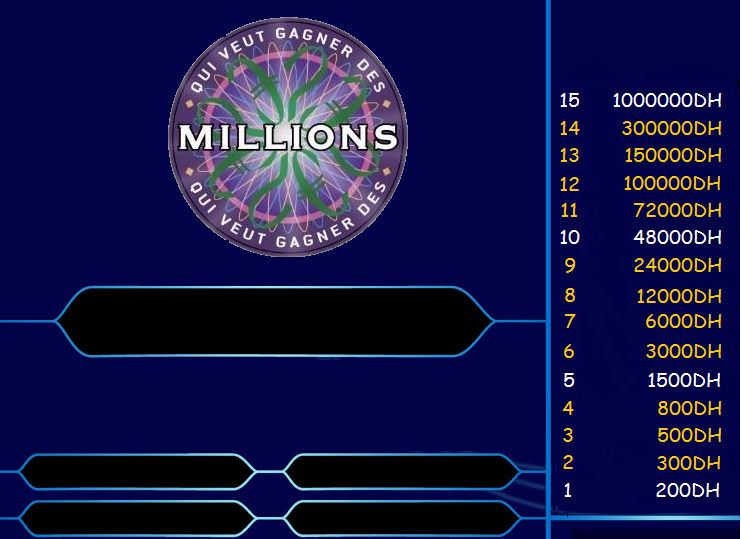 QUI VEUT GAGNER DES
MILLIONS
QUI VEUT GAGNER DES
15 1000000DH
14 300000DH
13 150000DH
12 100000DH
11 72000DH
10 48000DH
9 24000DH
8 12000DH
7 6000DH
6 3000DH
5 1500DH
4 800DH
3 500DH
2 300DH
1 200DH